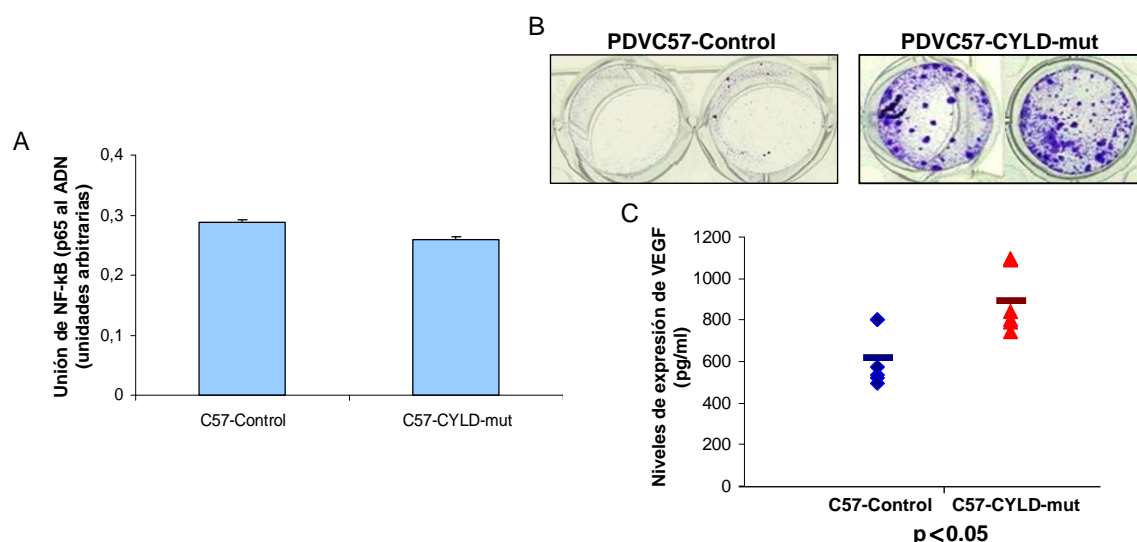 A
Unión de NF-kB (p65 al ADN
(unidades arbitrarias)
0,4
0,3
0,2
0,1
0
C57-Control C57-CYLD-mut
B
PDVC57-Control PDVC57-CYLD-mut
C
Niveles de expresión de VEGF
(pg/ml)
1200
1000
800
600
400
200
0
C57-Control C57-CYLD-mut
p<0.05